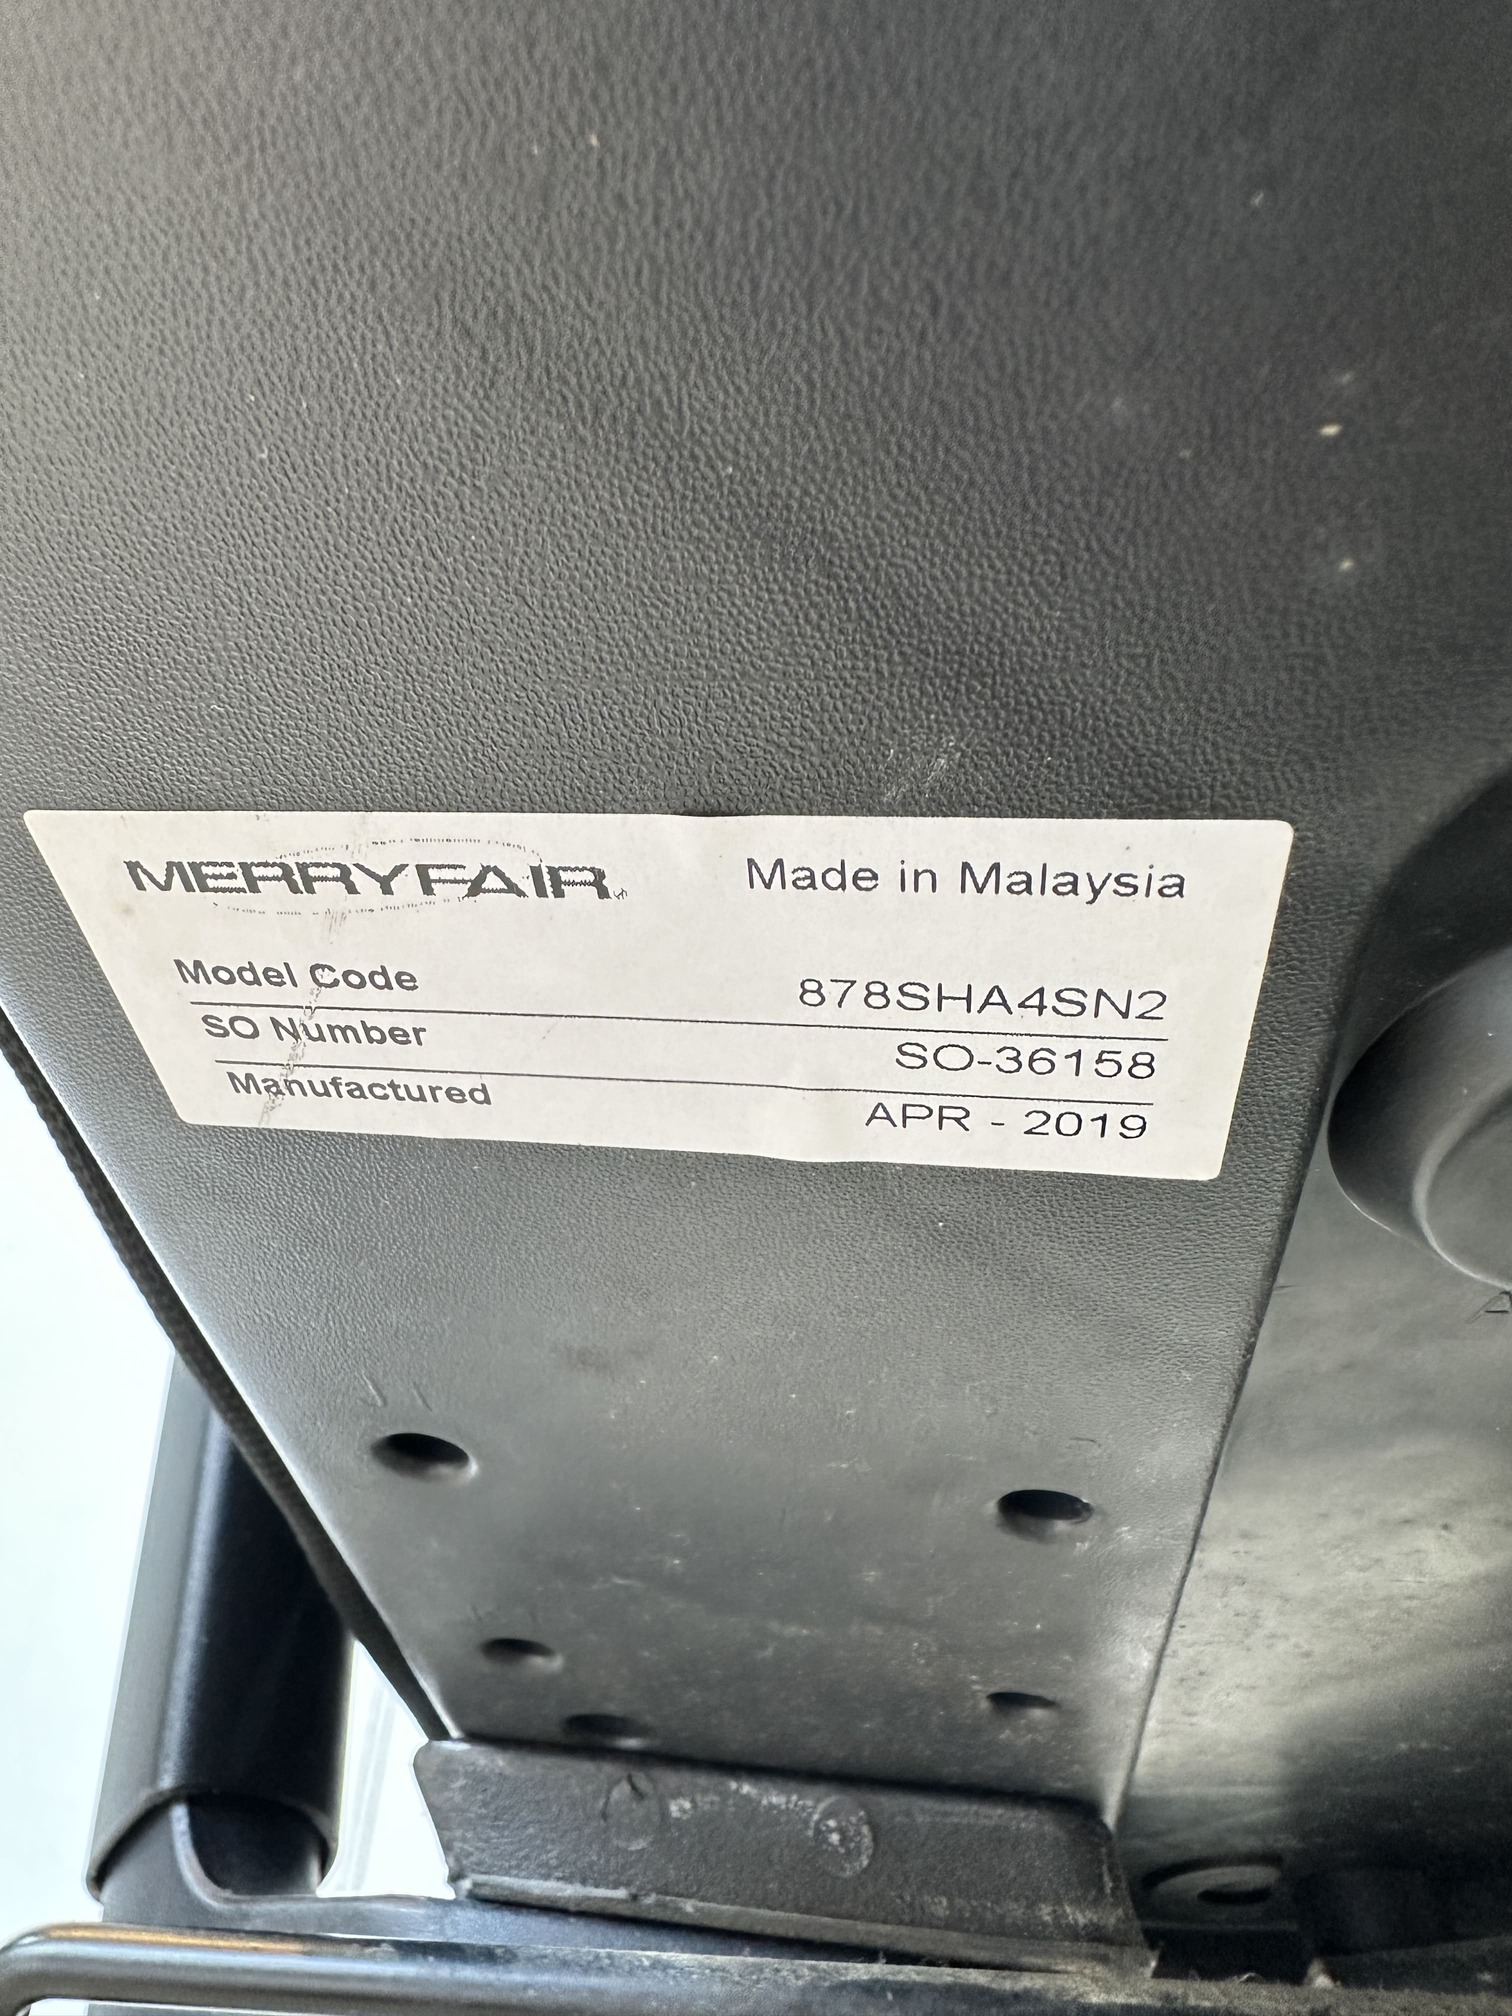 MERRYFAIR Made in Malaysia
Model Code 878SHA4SN2
SO Number SO-36158
Manufactured APR - 2019